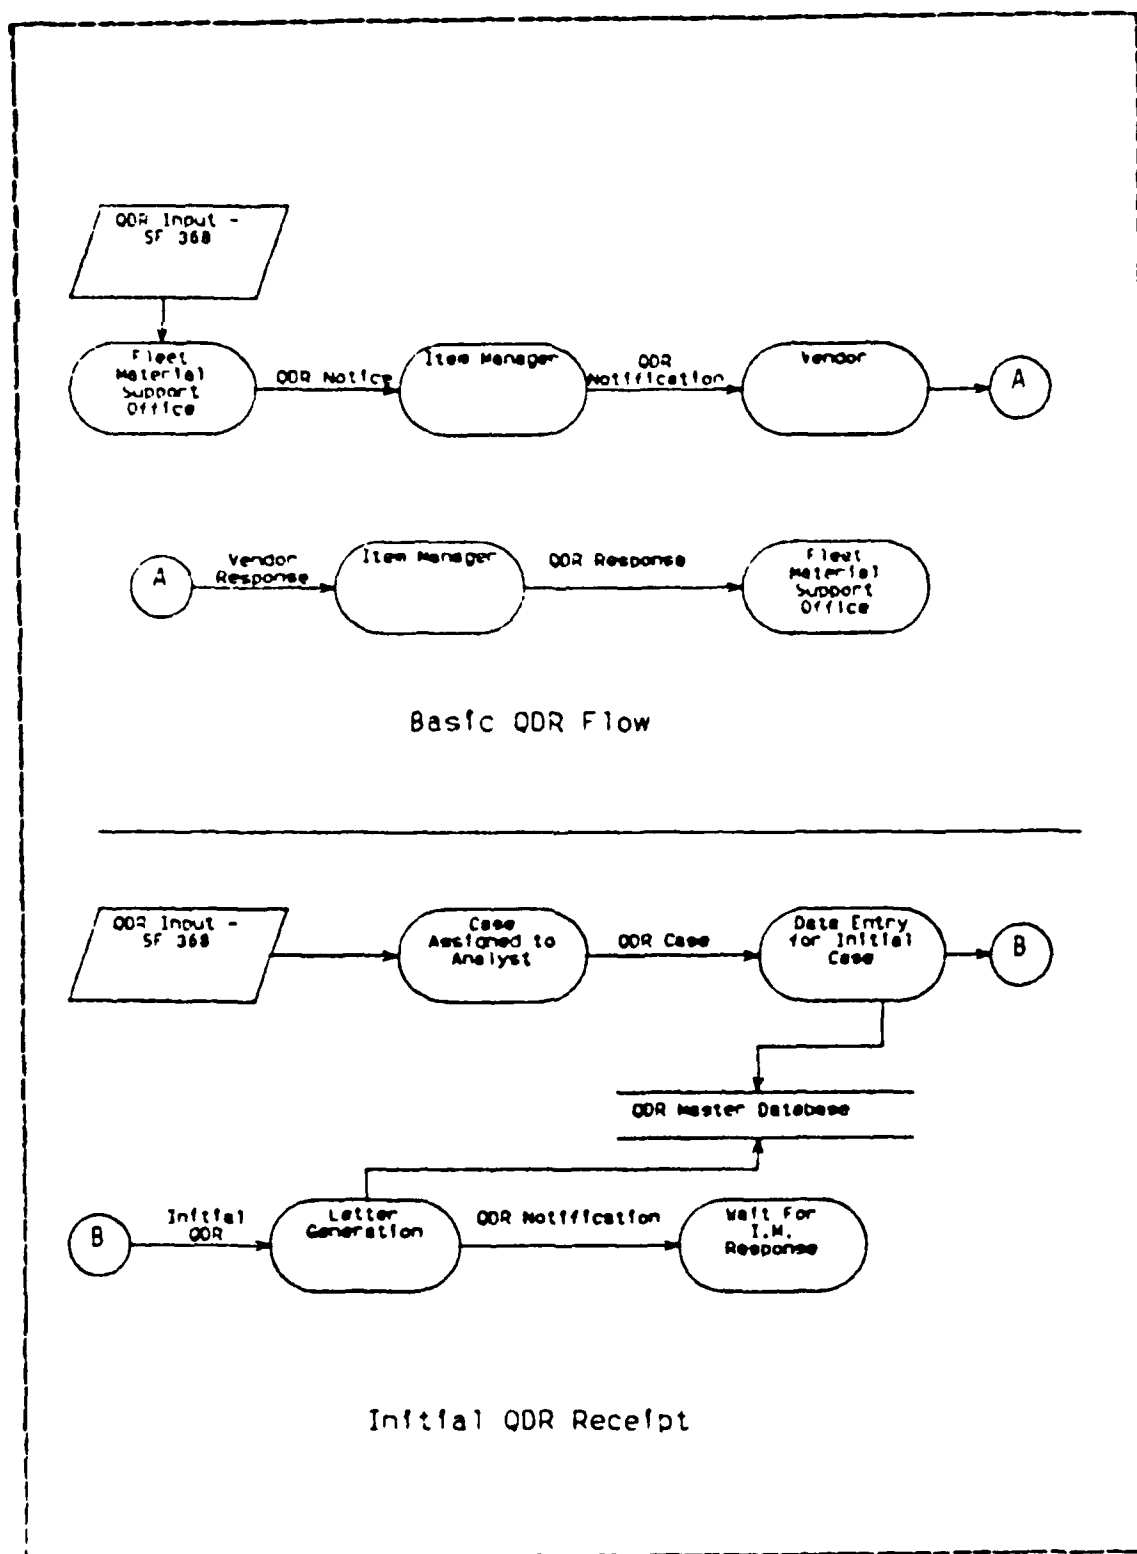 QDR Input -
SF 368
Fleet
Material
Support
Office
QDR Notice
Item Manager
QDR
Notification
Vendor
A
A
Vendor
Response
Item Manager
QDR Response
Fleet
Material
Support
Office
Basic QDR Flow
QDR Input -
SF 368
Case
Assigned to
Analyst
QDR Case
Data Entry
for Initial
Case
B
QDR Master Database
B
Initial
QDR
Letter
Generation
QDR Notification
Wait For
I.M.
Response
Initial QDR Receipt